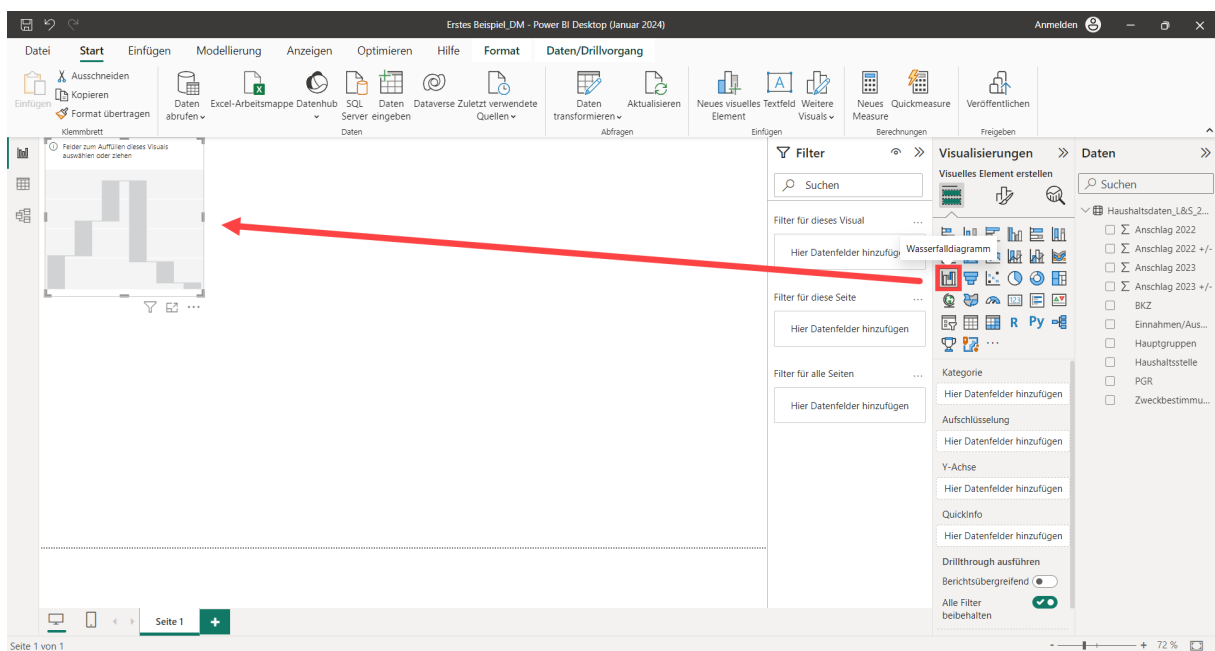 Erstes Beispiel_DM - Power BI Desktop (Januar 2024)
Anmelden
Datei Start Einfügen Modellierung Anzeigen Optimieren Hilfe Format Daten/Drillvorgang
Einfügen
Ausschneiden
Kopieren
Format übertragen
Klemmbrett
Daten abrufen
Excel-Arbeitsmappe
Datenhub
SQL Server
Daten eingeben
Dataverse
Zuletzt verwendete Quellen
Daten
Daten transformieren
Aktualisieren
Abfragen
Neues visuelles Element
Textfeld
Weitere Visuals
Einfügen
Neues Measure
Quickmeasure
Berechnungen
Veröffentlichen
Freigeben
Felder zum Auffüllen dieses Visuals
auswählen oder ziehen
Filter
Suchen
Filter für dieses Visual ...
Hier Datenfelder hinzufüg
Filter für diese Seite ...
Hier Datenfelder hinzufügen
Filter für alle Seiten ...
Hier Datenfelder hinzufügen
Visualisierungen
Visuelles Element erstellen
Wasserfalldiagramm
123
R Py
...
Kategorie
Hier Datenfelder hinzufügen
Aufschlüsselung
Hier Datenfelder hinzufügen
Y-Achse
Hier Datenfelder hinzufügen
QuickInfo
Hier Datenfelder hinzufügen
Drillthrough ausführen
Berichtsübergreifend
Alle Filter
beibehalten
Daten
Suchen
Haushaltsdaten_L&S_2...
Σ Anschlag 2022
Σ Anschlag 2022 +/-
Σ Anschlag 2023
Σ Anschlag 2023 +/-
BKZ
Einnahmen/Aus...
Hauptgruppen
Haushaltsstelle
PGR
Zweckbestimmu...
Seite 1 +
Seite 1 von 1
- + 72 %